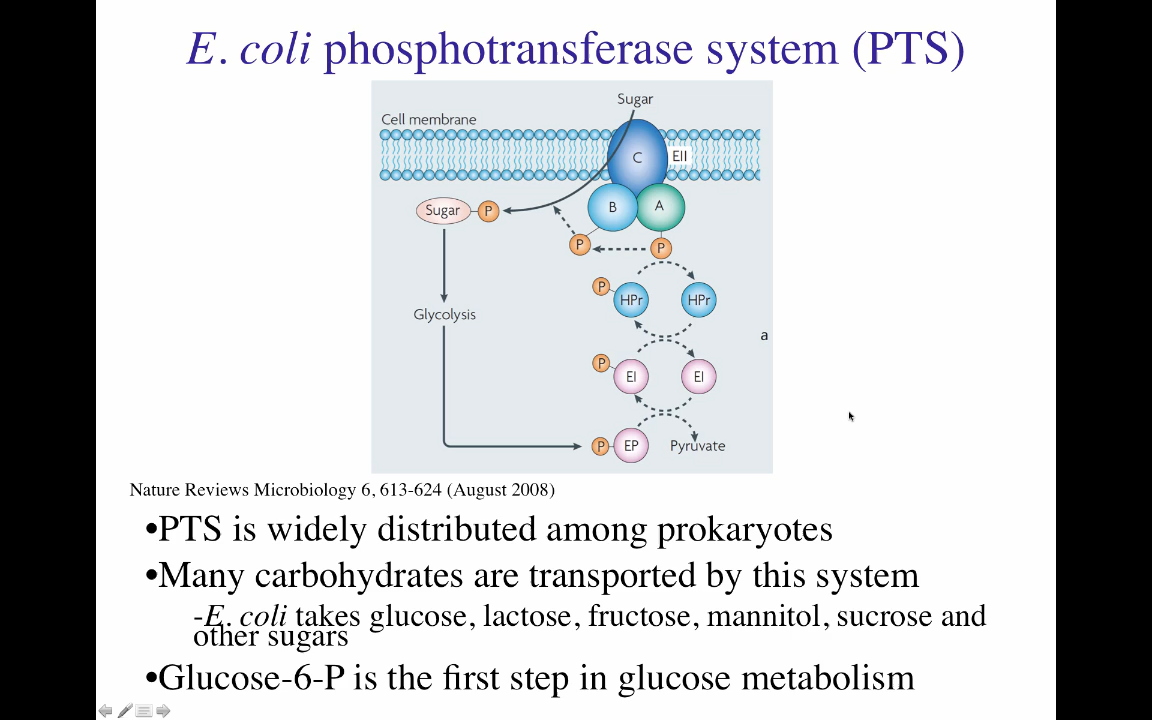 E. coli phosphotransferase system (PTS)
Sugar
Cell membrane
C
EII
Sugar
P
B
A
P
P
P
HPr
HPr
Glycolysis
a
P
EI
EI
P
EP
Pyruvate
Nature Reviews Microbiology 6, 613-624 (August 2008)
•PTS is widely distributed among prokaryotes
•Many carbohydrates are transported by this system
-E. coli takes glucose, lactose, fructose, mannitol, sucrose and
other sugars
•Glucose-6-P is the first step in glucose metabolism